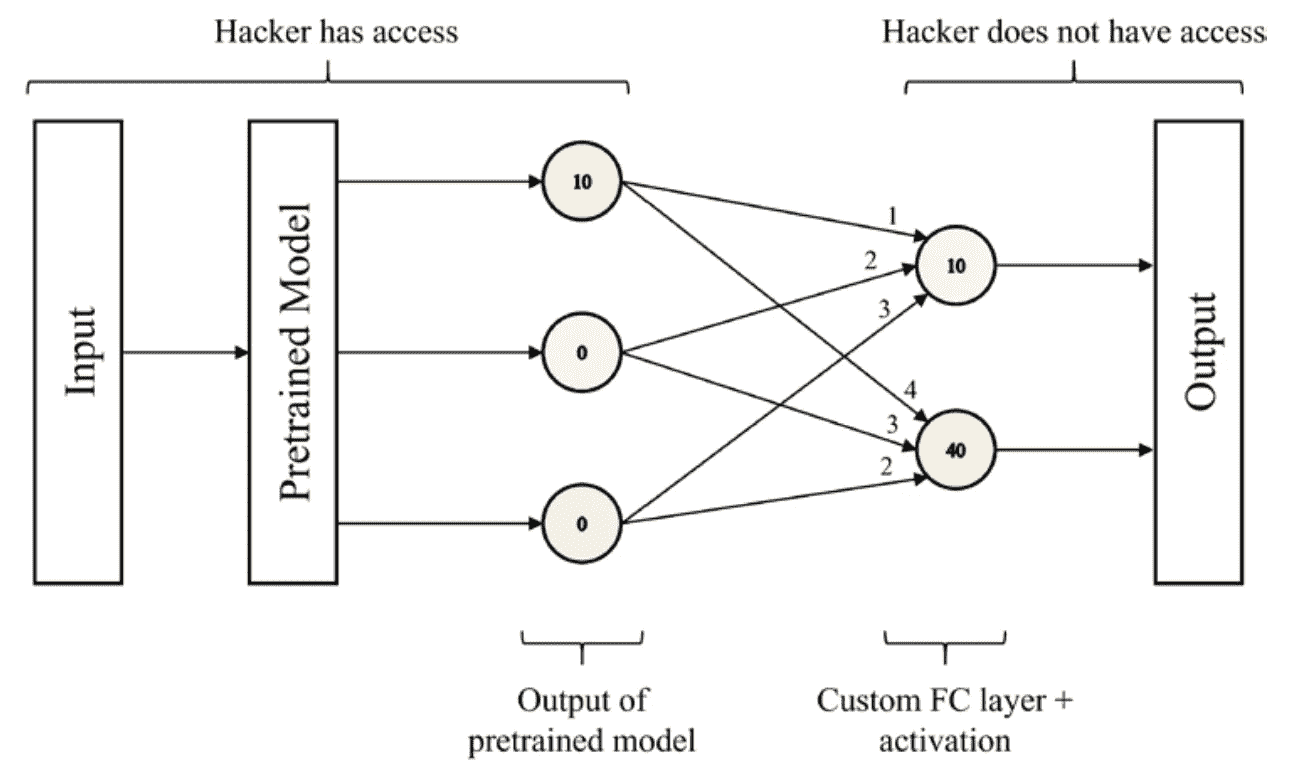 Hacker has access
Hacker does not have access
Input
Pretrained Model
10
0
0
1
2
3
4
3
2
10
40
Output
Output of
pretrained model
Custom FC layer +
activation